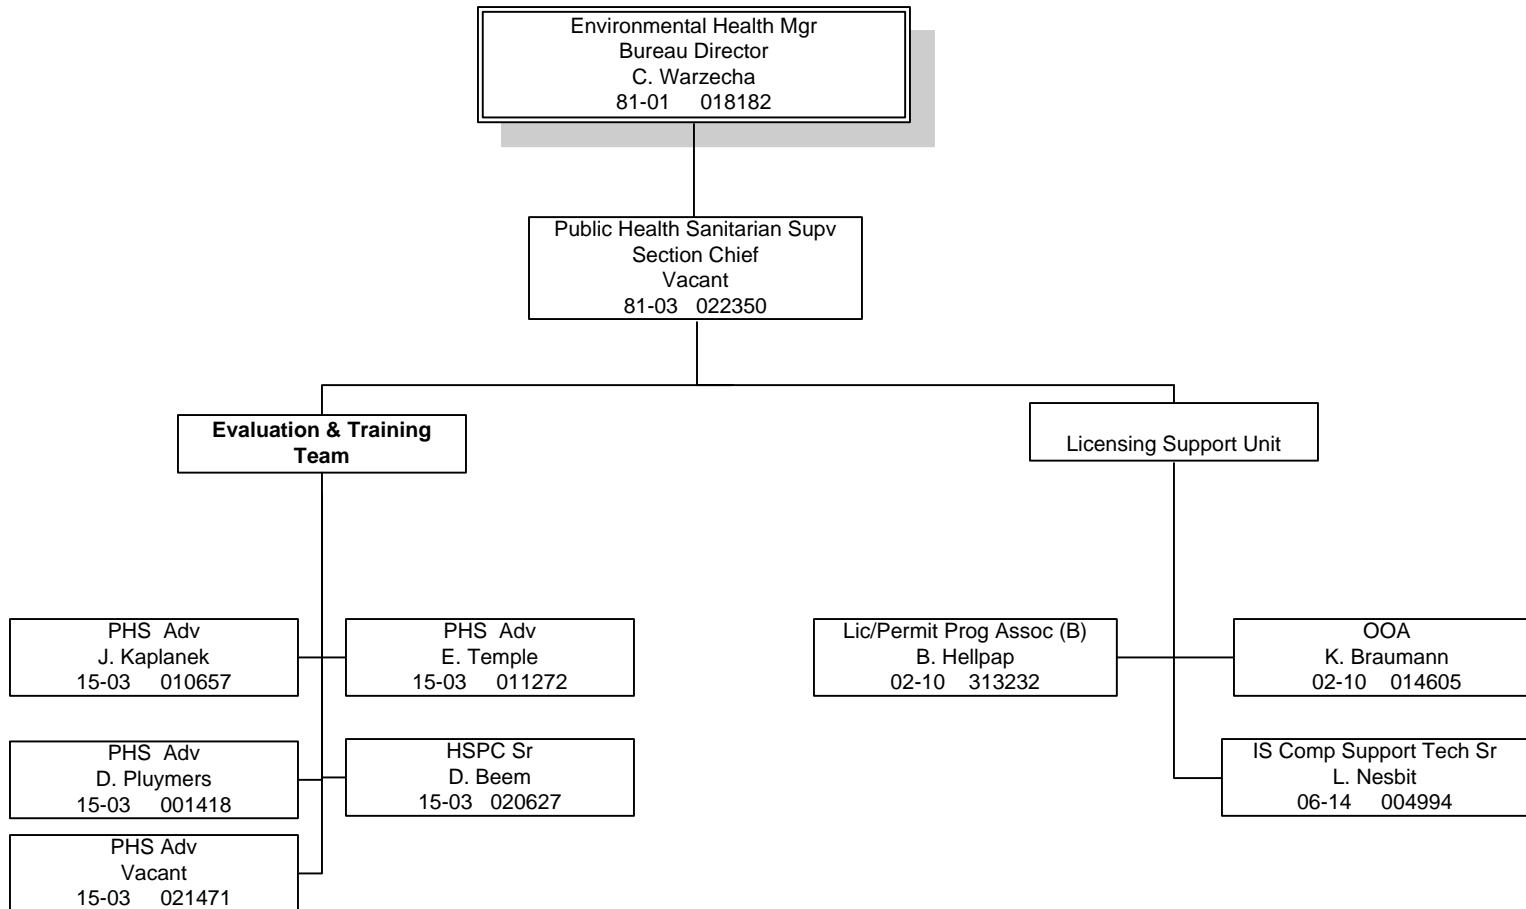 Environmental Health Mgr
Bureau Director
C. Warzecha
81-01 018182
Public Health Sanitarian Supv
Section Chief
Vacant
81-03 022350
Evaluation & Training
Team
Licensing Support Unit
PHS Adv
J. Kaplanek
15-03 010657
PHS Adv
E. Temple
15-03 011272
Lic/Permit Prog Assoc (B)
B. Hellpap
02-10 313232
OOA
K. Braumann
02-10 014605
PHS Adv
D. Pluymers
15-03 001418
HSPC Sr
D. Beem
15-03 020627
IS Comp Support Tech Sr
L. Nesbit
06-14 004994
PHS Adv
Vacant
15-03 021471